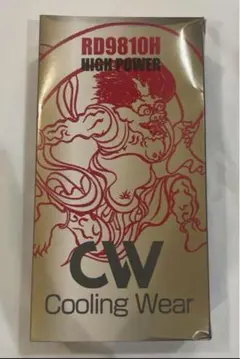 RD9810H
HIGH POWER
CW
Cooling Wear